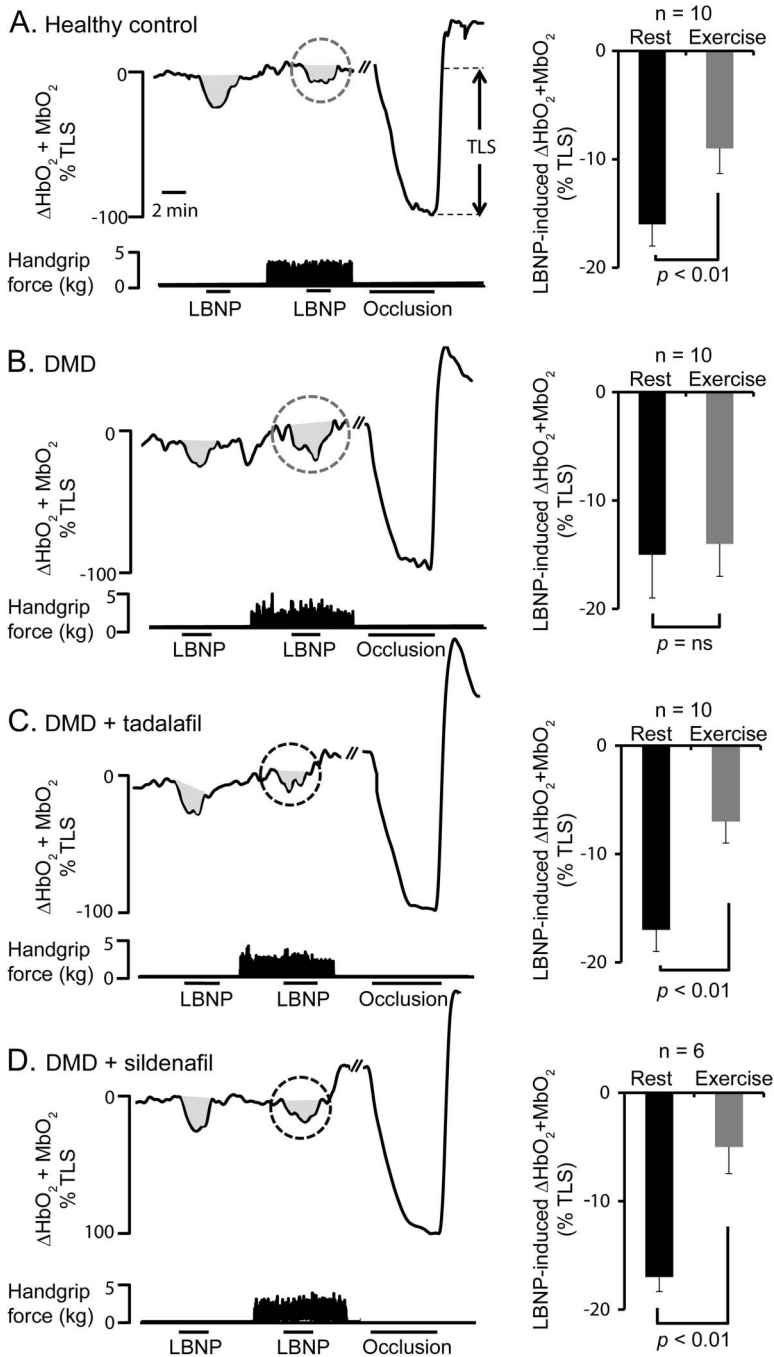 A. Healthy control
ΔHbO₂ + MbO₂
% TLS
0
-100
2 min
TLS
Handgrip
force (kg)
5
0
LBNP
LBNP
Occlusion
n = 10
Rest
Exercise
LBNP-induced ΔHbO₂+MbO₂
(% TLS)
0
-10
-20
p < 0.01
B. DMD
ΔHbO₂ + MbO₂
% TLS
0
-100
Handgrip
force (kg)
5
0
LBNP
LBNP
Occlusion
n = 10
Rest
Exercise
LBNP-induced ΔHbO₂+MbO₂
(% TLS)
0
-10
-20
p = ns
C. DMD + tadalafil
ΔHbO₂ + MbO₂
% TLS
0
-100
Handgrip
force (kg)
5
0
LBNP
LBNP
Occlusion
n = 10
Rest
Exercise
LBNP-induced ΔHbO₂+MbO₂
(% TLS)
0
-10
-20
p < 0.01
D. DMD + sildenafil
ΔHbO₂ + MbO₂
% TLS
0
100
Handgrip
force (kg)
5
0
LBNP
LBNP
Occlusion
n = 6
Rest
Exercise
LBNP-induced ΔHbO₂+MbO₂
(% TLS)
0
-10
-20
p < 0.01